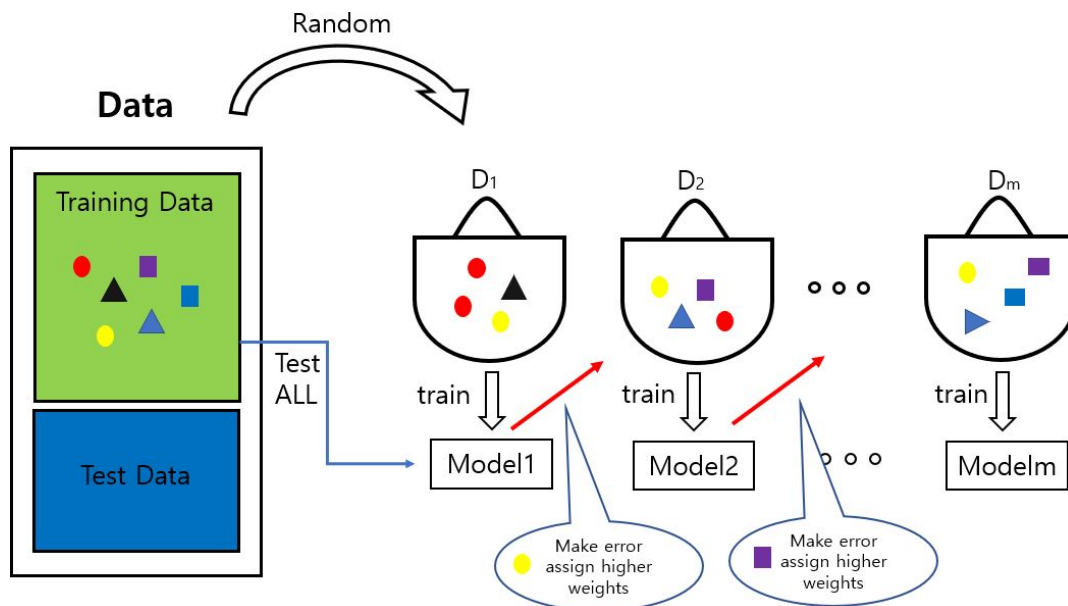 Random
Data
Training Data
Test Data
Test
ALL
D1
D2
Dm
train
train
train
Model1
Model2
Modelm
Make error
assign higher
weights
Make error
assign higher
weights